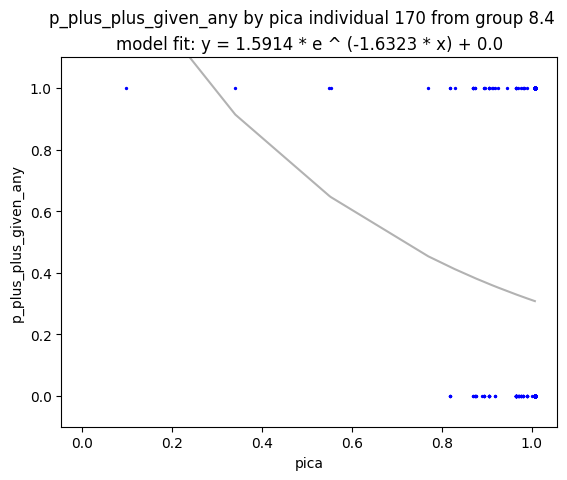 p_plus_plus_given_any by pica individual 170 from group 8.4
model fit: y = 1.5914 * e ^ (-1.6323 * x) + 0.0
1.0
0.8
0.6
0.4
0.2
0.0
p_plus_plus_given_any
0.0 0.2 0.4 0.6 0.8 1.0
pica